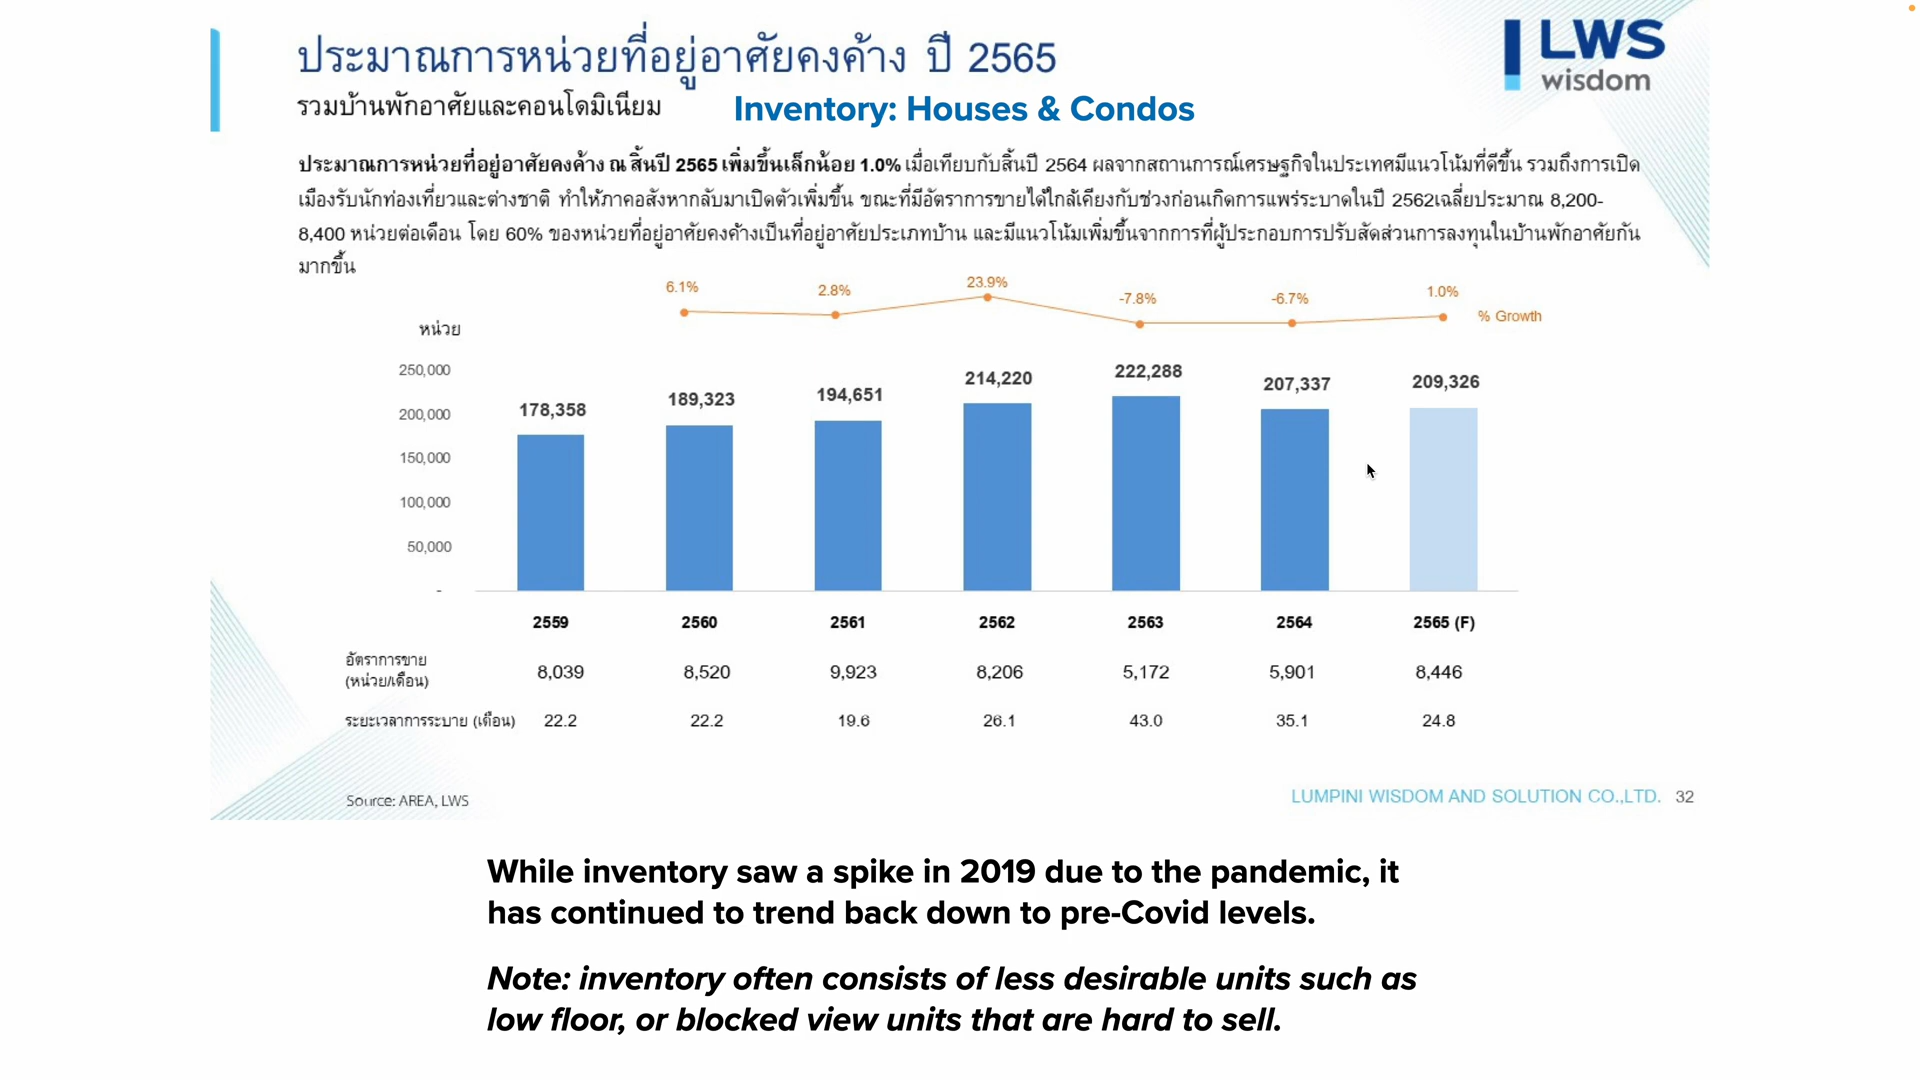 ประมาณการหน่วยที่อยู่อาศัยคงค้าง ปี 2565
LWS
wisdom
รวมบ้านพักอาศัยและคอนโดมิเนียม
Inventory: Houses & Condos
ประมาณการหน่วยที่อยู่อาศัยคงค้าง ณ สิ้นปี 2565 เพิ่มขึ้นเล็กน้อย 1.0% เมื่อเทียบกับสิ้นปี 2564 ผลจากสถานการณ์เศรษฐกิจในประเทศมีแนวโน้มที่ดีขึ้น รวมถึงการเปิด
เมืองรับนักท่องเที่ยวและต่างชาติ ทำให้ภาคอสังหากลับมาเปิดตัวเพิ่มขึ้น ขณะที่มีอัตราการขายได้ใกล้เคียงกับช่วงก่อนเกิดการแพร่ระบาดในปี 2562เฉลี่ยประมาณ 8,200-
8,400 หน่วยต่อเดือน โดย 60% ของหน่วยที่อยู่อาศัยคงค้างเป็นที่อยู่อาศัยประเภทบ้าน และมีแนวโน้มเพิ่มขึ้นจากการที่ผู้ประกอบการปรับสัดส่วนการลงทุนในบ้านพักอาศัยกัน
มากขึ้น
6.1% 2.8% 23.9% -7.8% -6.7% 1.0%
% Growth
หน่วย
250,000
200,000
150,000
100,000
50,000
-
178,358 189,323 194,651 214,220 222,288 207,337 209,326
2559 2560 2561 2562 2563 2564 2565 (F)
อัตราการขาย
(หน่วย/เดือน) 8,039 8,520 9,923 8,206 5,172 5,901 8,446
ระยะเวลาการระบาย (เดือน) 22.2 22.2 19.6 26.1 43.0 35.1 24.8
Source: AREA, LWS
LUMPINI WISDOM AND SOLUTION CO.,LTD. 32
While inventory saw a spike in 2019 due to the pandemic, it
has continued to trend back down to pre-Covid levels.
Note: inventory often consists of less desirable units such as
low floor, or blocked view units that are hard to sell.